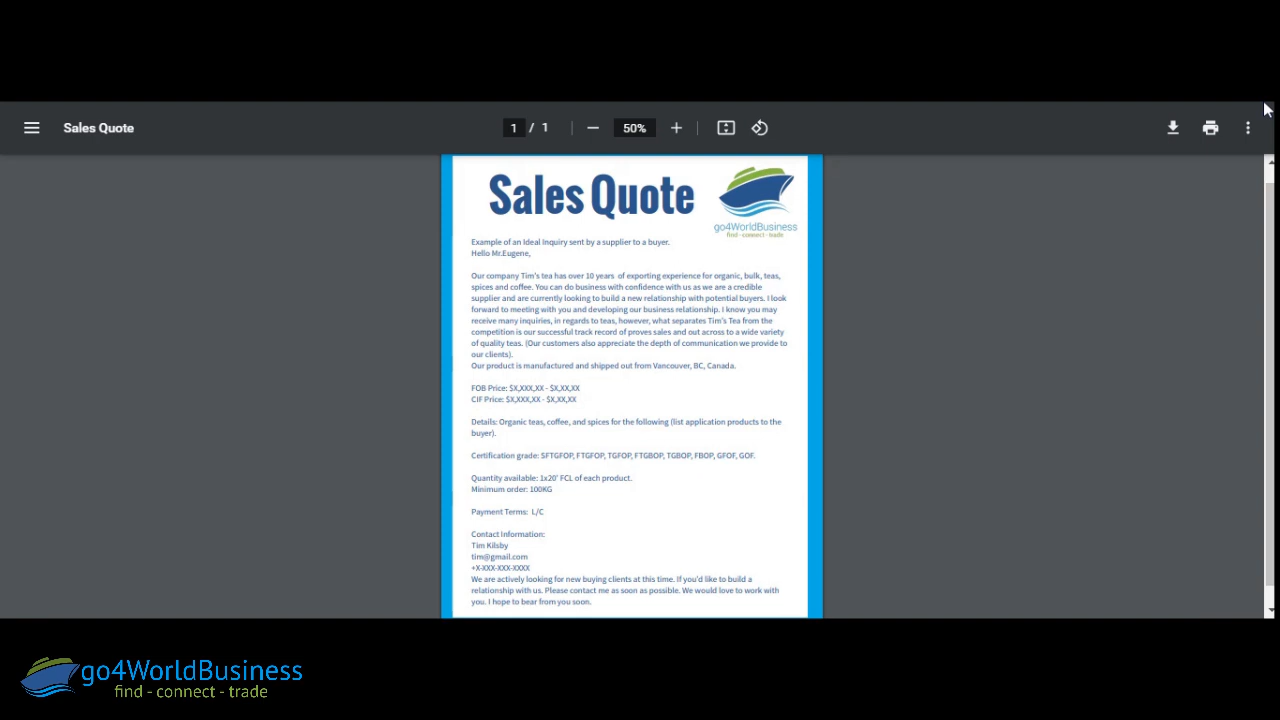 Sales Quote
1 / 1
50%
Sales Quote
go4WorldBusiness
find - connect - trade
Example of an Ideal Inquiry sent by a supplier to a buyer.
Hello Mr.Eugene,
Our company Tim's tea has over 10 years of exporting experience for organic, bulk, teas,
spices and coffee. You can do business with confidence with us as we are a credible
supplier and are currently looking to build a new relationship with potential buyers. I look
forward to meeting with you and developing our business relationship. I know you may
receive many inquiries, in regards to teas, however, what separates Tim's Tea from the
competition is our successful track record of proves sales and out across to a wide variety
of quality teas. (Our customers also appreciate the depth of communication we provide to
our clients).
Our product is manufactured and shipped out from Vancouver, BC, Canada.
FOB Price: $X,XXX,XX - $X,XX,XX
CIF Price: $X,XXX,XX - $X,XX,XX
Details: Organic teas, coffee, and spices for the following (list application products to the
buyer).
Certification grade: SFTGFOP, FTGFOP, TGFOP, FTGBOP, TGBOP, FBOP, GFOF, GOF.
Quantity available: 1x20' FCL of each product.
Minimum order: 100KG
Payment Terms: L/C
Contact Information:
Tim Kilsby
tim@gmail.com
+X-XXX-XXX-XXXX
We are actively looking for new buying clients at this time. If you'd like to build a
relationship with us. Please contact me as soon as possible. We would love to work with
you. I hope to bear from you soon.
go4WorldBusiness
find - connect - trade